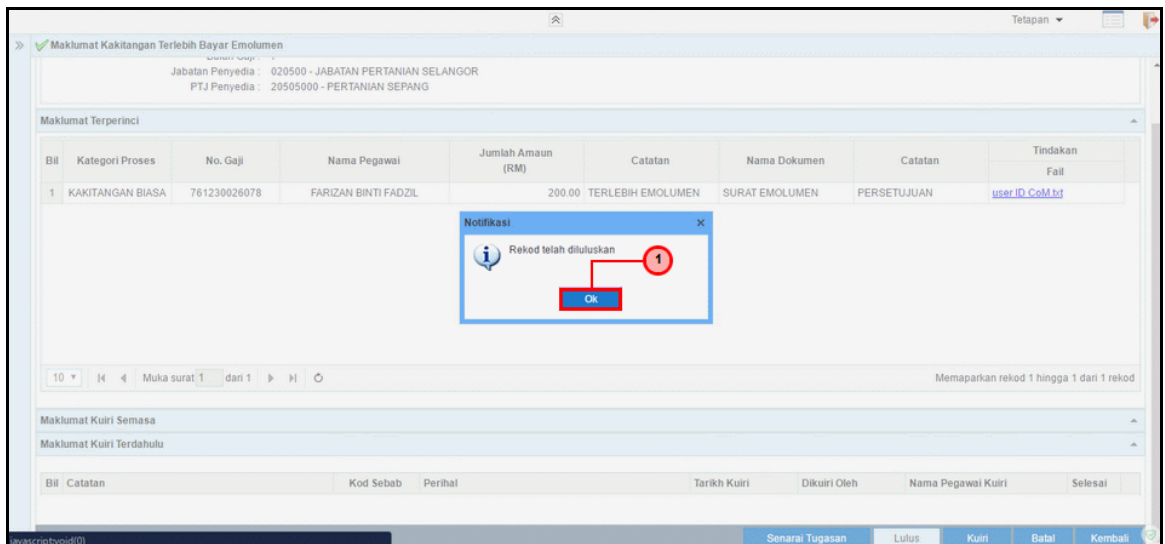 Tetapan
Maklumat Kakitangan Terlebih Bayar Emolumen
Bulan Gaji :
Jabatan Penyedia : 020500 - JABATAN PERTANIAN SELANGOR
PTJ Penyedia : 20505000 - PERTANIAN SEPANG
Maklumat Terperinci
Bil Kategori Proses No. Gaji Nama Pegawai Jumlah Amaun (RM) Catatan Nama Dokumen Catatan Tindakan
Fail
1 KAKITANGAN BIASA 761230026078 FARIZAN BINTI FADZIL 200.00 TERLEBIH EMOLUMEN SURAT EMOLUMEN PERSETUJUAN user ID CoM.txt
Notifikasi
Rekod telah diluluskan
1
Ok
10 Muka surat 1 dari 1 Memaparkan rekod 1 hingga 1 dari 1 rekod
Maklumat Kuiri Semasa
Maklumat Kuiri Terdahulu
Bil Catatan Kod Sebab Perihal Tarikh Kuiri Dikuiri Oleh Nama Pegawai Kuiri Selesai
javascript:void(0) Senarai Tugasan Lulus Kuiri Batal Kembali